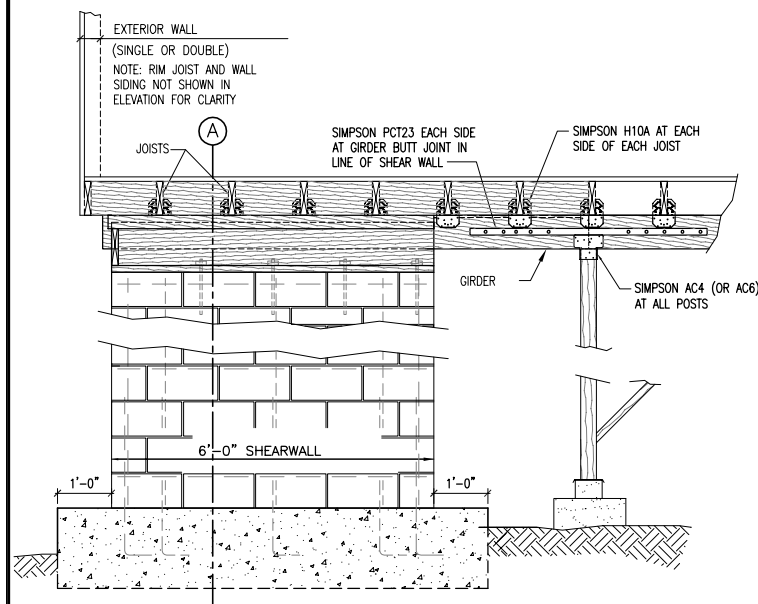 EXTERIOR WALL
(SINGLE OR DOUBLE)
NOTE: RIM JOIST AND WALL
SIDING NOT SHOWN IN
ELEVATION FOR CLARITY
A
JOISTS
SIMPSON PCT23 EACH SIDE
AT GIRDER BUTT JOINT IN
LINE OF SHEAR WALL
SIMPSON H10A AT EACH
SIDE OF EACH JOIST
GIRDER
SIMPSON AC4 (OR AC6)
AT ALL POSTS
6'-0" SHEARWALL
1'-0"
1'-0"